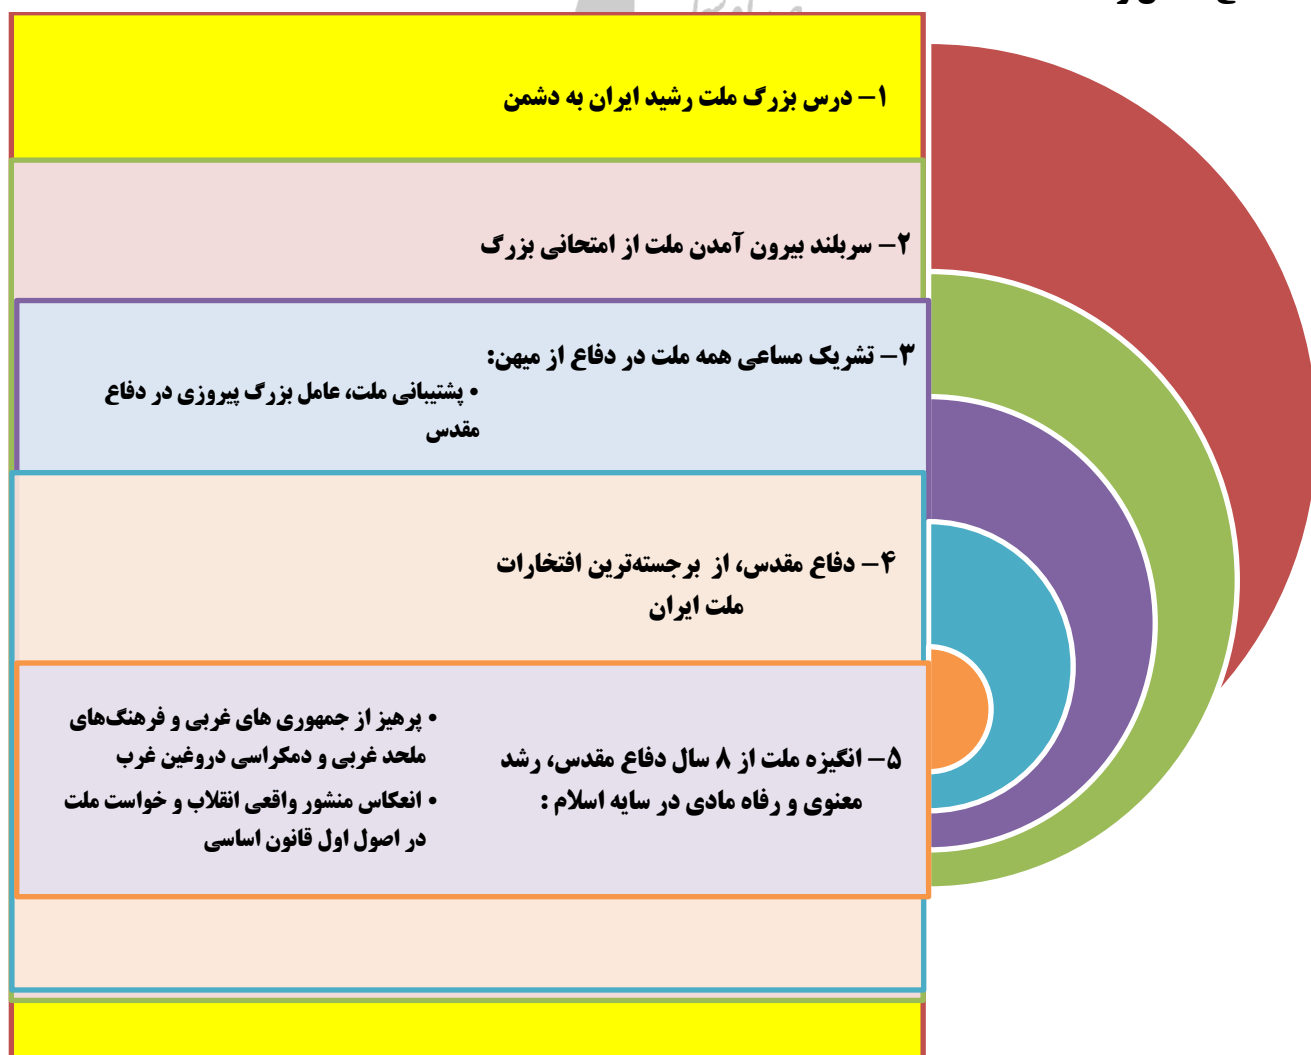 ۱- درس بزرگ ملت رشید ایران به دشمن
۲- سربلند بیرون آمدن ملت از امتحانی بزرگ
۳- تشریک مساعی همه ملت در دفاع از میهن:
• پشتیبانی ملت، عامل بزرگ پیروزی در دفاع
مقدس
۴- دفاع مقدس، از برجسته‌ترین افتخارات
ملت ایران
۵- انگیزه ملت از ۸ سال دفاع مقدس، رشد
معنوی و رفاه مادی در سایه اسلام :
• پرهیز از جمهوری های غربی و فرهنگ‌های
ملحد غربی و دمکراسی دروغین غرب
• انعکاس منشور واقعی انقلاب و خواست ملت
در اصول اول قانون اساسی